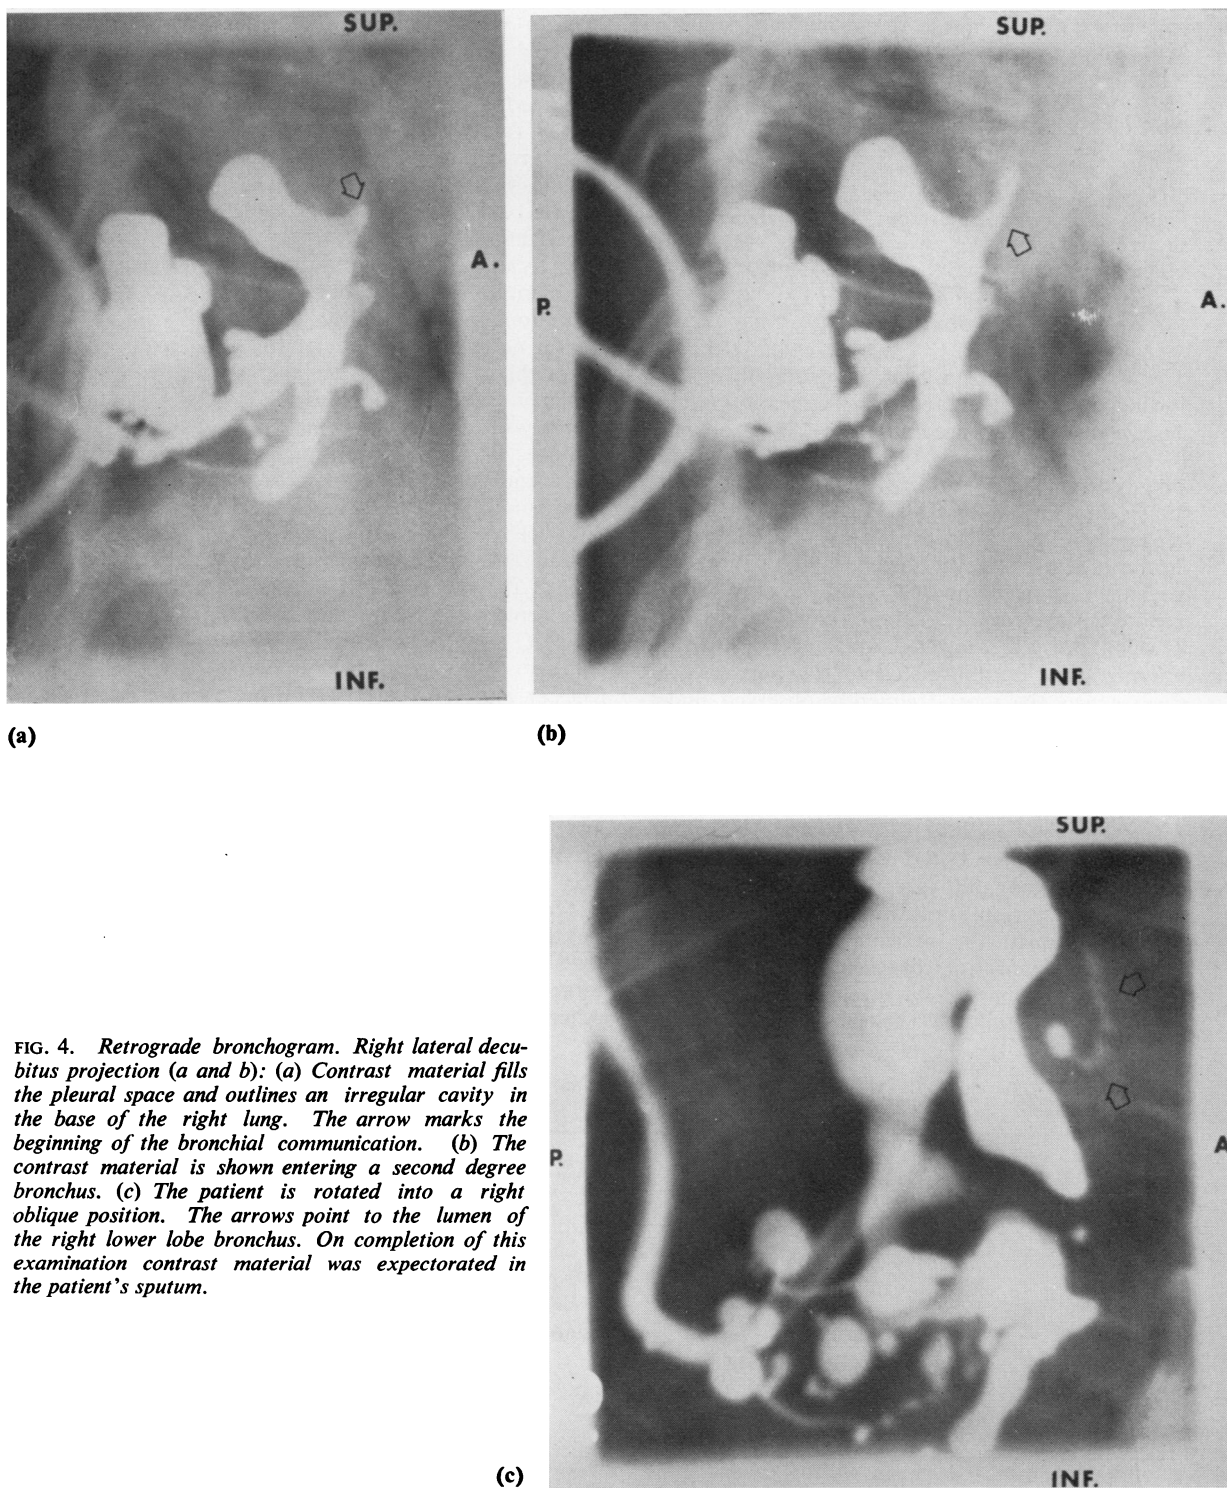 SUP.
A.
INF.
(a)
SUP.
P.
A.
INF.
(b)
FIG. 4. Retrograde bronchogram. Right lateral decu-
bitus projection (a and b): (a) Contrast material fills
the pleural space and outlines an irregular cavity in
the base of the right lung. The arrow marks the
beginning of the bronchial communication. (b) The
contrast material is shown entering a second degree
bronchus. (c) The patient is rotated into a right
oblique position. The arrows point to the lumen of
the right lower lobe bronchus. On completion of this
examination contrast material was expectorated in
the patient's sputum.
SUP.
P.
A
INF.
(c)